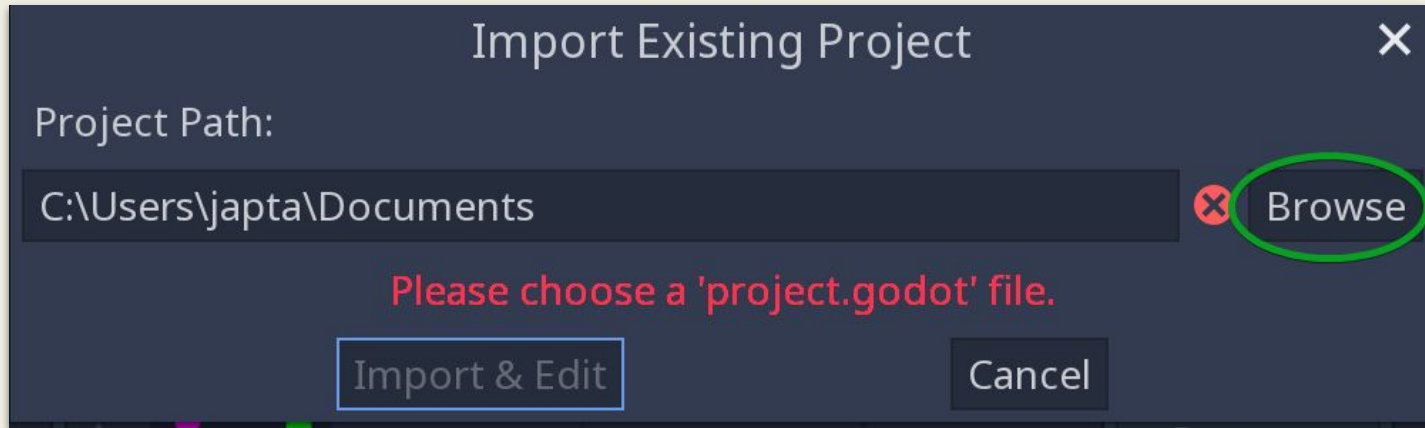 Import Existing Project
Project Path:
C:\Users\japta\Documents
Browse
Please choose a 'project.godot' file.
Import & Edit
Cancel